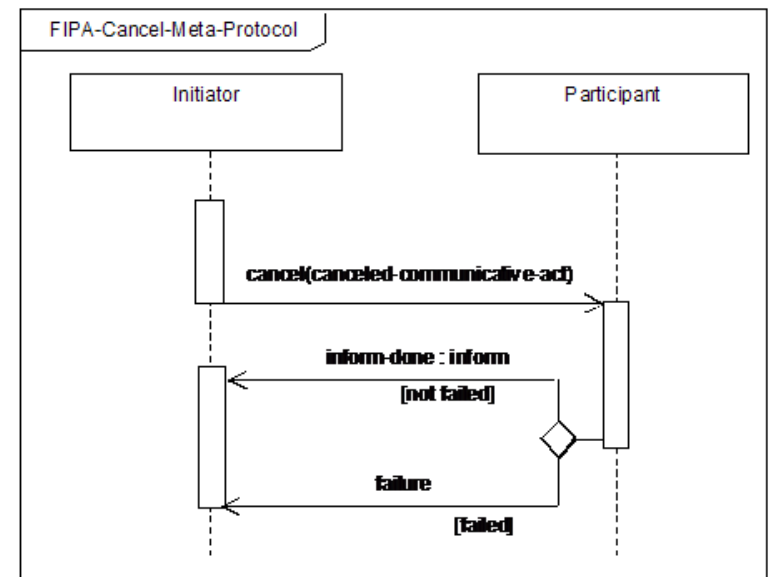 FIPA-Cancel-Meta-Protocol
Initiator
Participant
cancel(canceled-communicative-act)
inform-done : inform
[not failed]
failure
[failed]